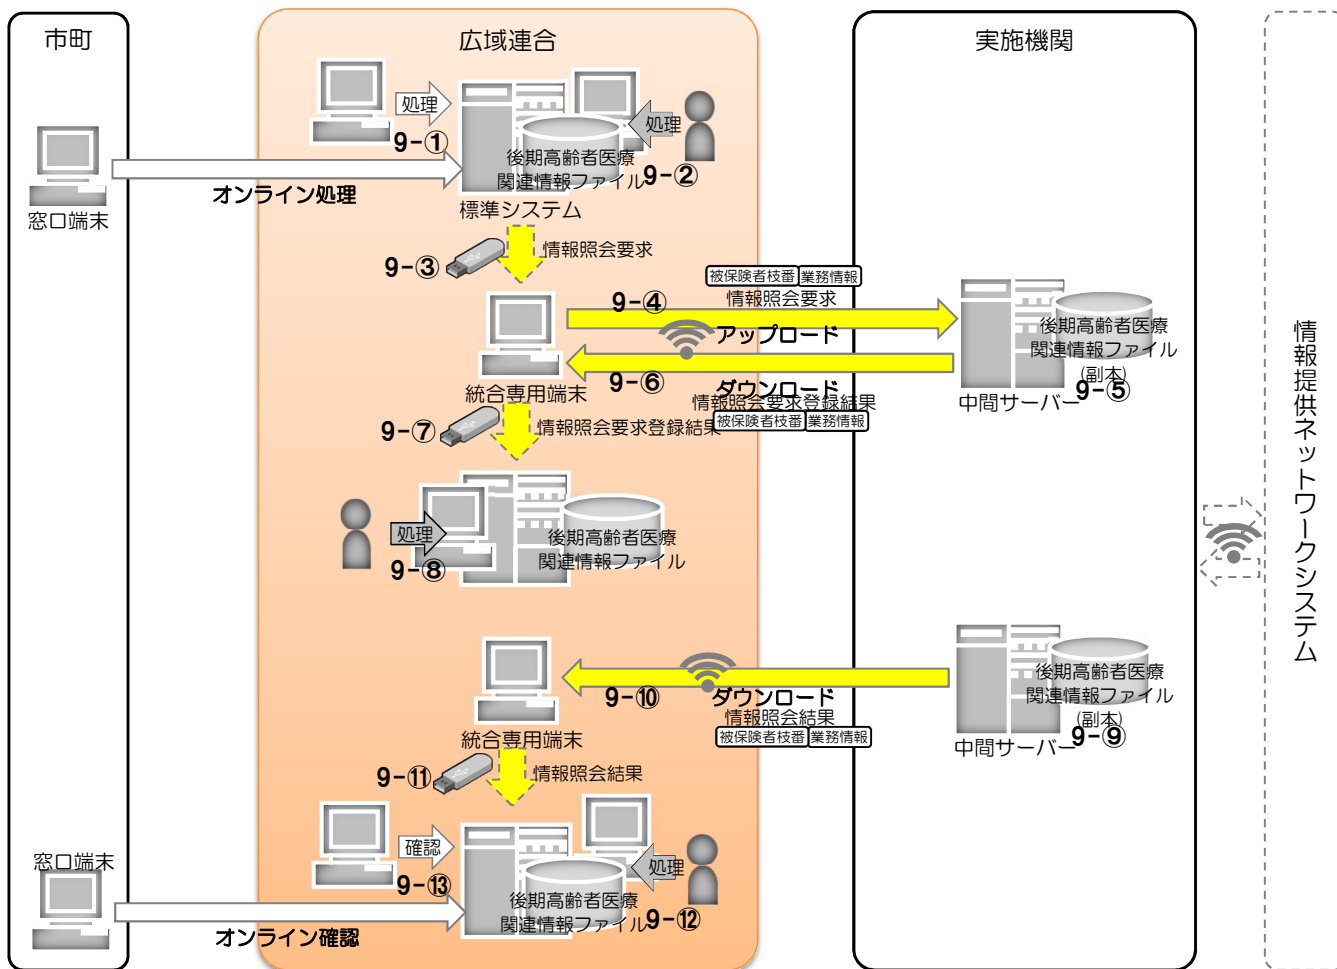 市町
広域連合
実施機関
処理
9-①
処理
9-②
後期高齢者医療
関連情報ファイル
標準システム
窓口端末
オンライン処理
9-③
情報照会要求
被保険者枝番
業務情報
9-④
情報照会要求
アップロード
後期高齢者医療
関連情報ファイル
(副本)
9-⑤
中間サーバー
統合専用端末
9-⑥
ダウンロード
情報照会要求登録結果
被保険者枝番
業務情報
9-⑦
情報照会要求登録結果
情報提供ネットワークシステム
処理
9-⑧
後期高齢者医療
関連情報ファイル
後期高齢者医療
関連情報ファイル
(副本)
9-⑨
中間サーバー
9-⑩
ダウンロード
情報照会結果
被保険者枝番
業務情報
統合専用端末
9-⑪
情報照会結果
確認
9-⑬
処理
9-⑫
後期高齢者医療
関連情報ファイル
窓口端末
オンライン確認